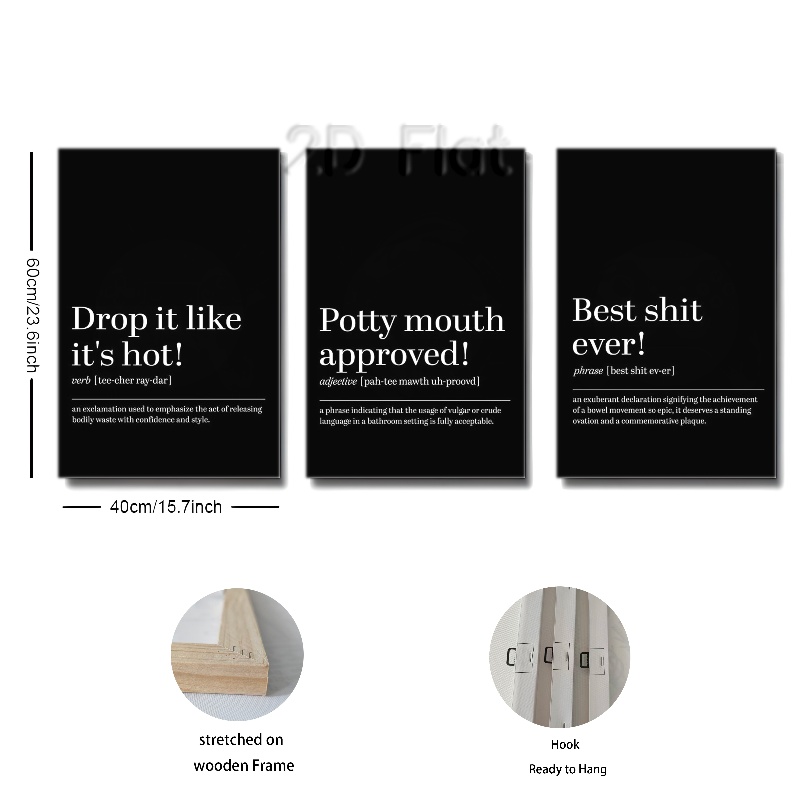 2D Flat
60cm/23.6inch
Drop it like
it's hot!
verb [tee-cher ray-dar]
an exclamation used to emphasize the act of releasing
bodily waste with confidence and style.
Potty mouth
approved!
adjective [pah-tee mawth uh-proovd]
a phrase indicating that the usage of vulgar or crude
language in a bathroom setting is fully acceptable.
Best shit
ever!
phrase [best shit ev-er]
an exuberant declaration signifying the achievement
of a bowel movement so epic, it deserves a standing
ovation and a commemorative plaque.
40cm/15.7inch
stretched on
wooden Frame
Hook
Ready to Hang